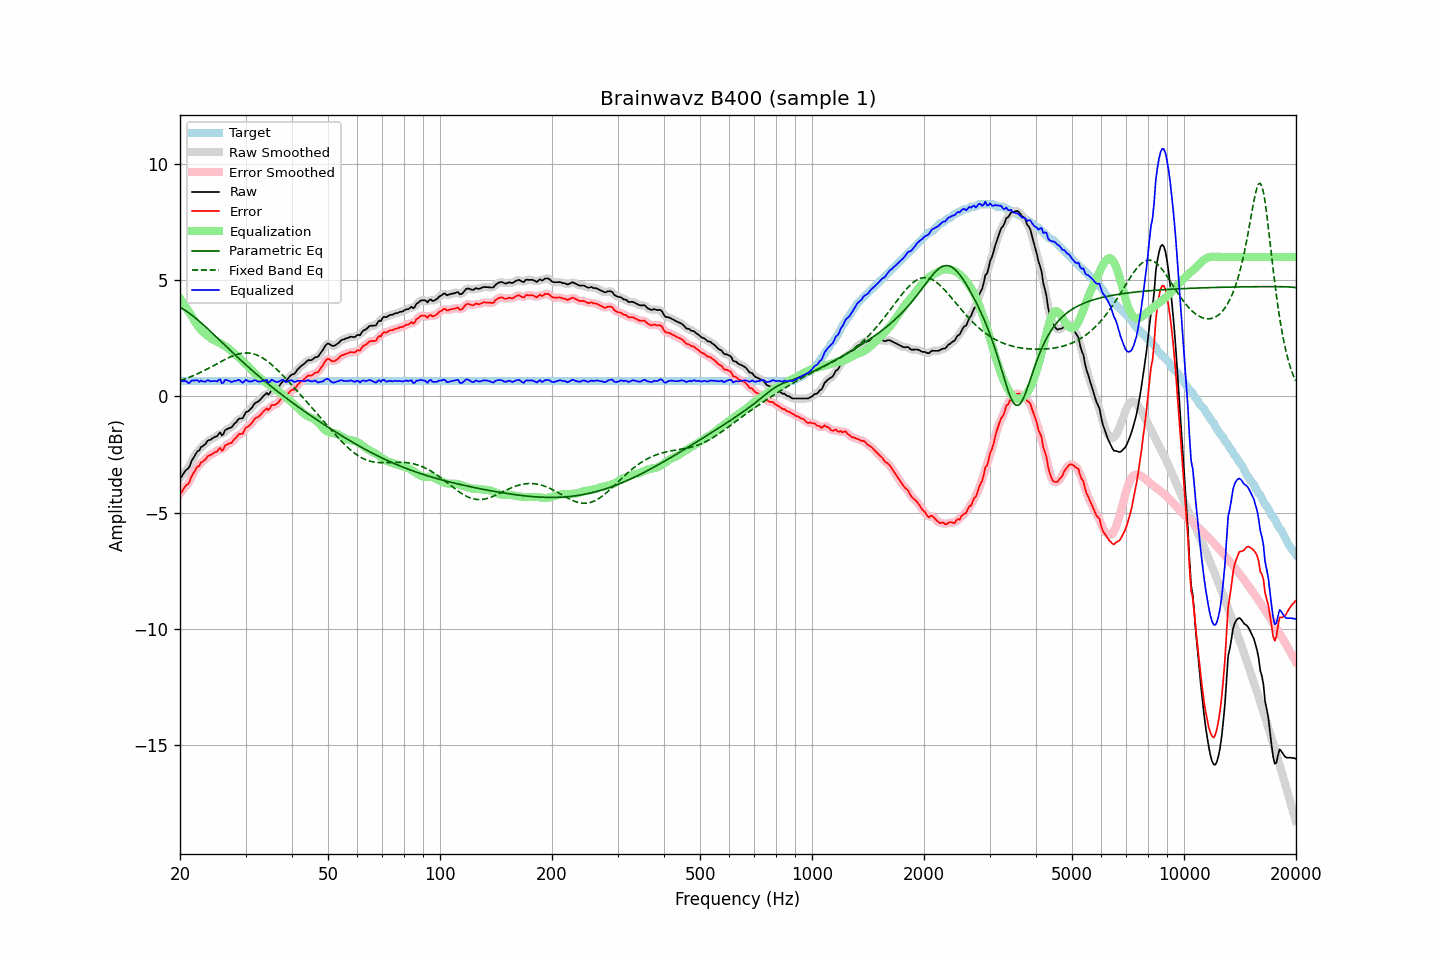 Brainwavz B400 (sample 1)
Target
Raw Smoothed
Error Smoothed
Raw
Error
Equalization
Parametric Eq
Fixed Band Eq
Equalized
Amplitude (dBr)
10
5
0
−5
−10
−15
20 50 100 200 500 1000 2000 5000 10000 20000
Frequency (Hz)